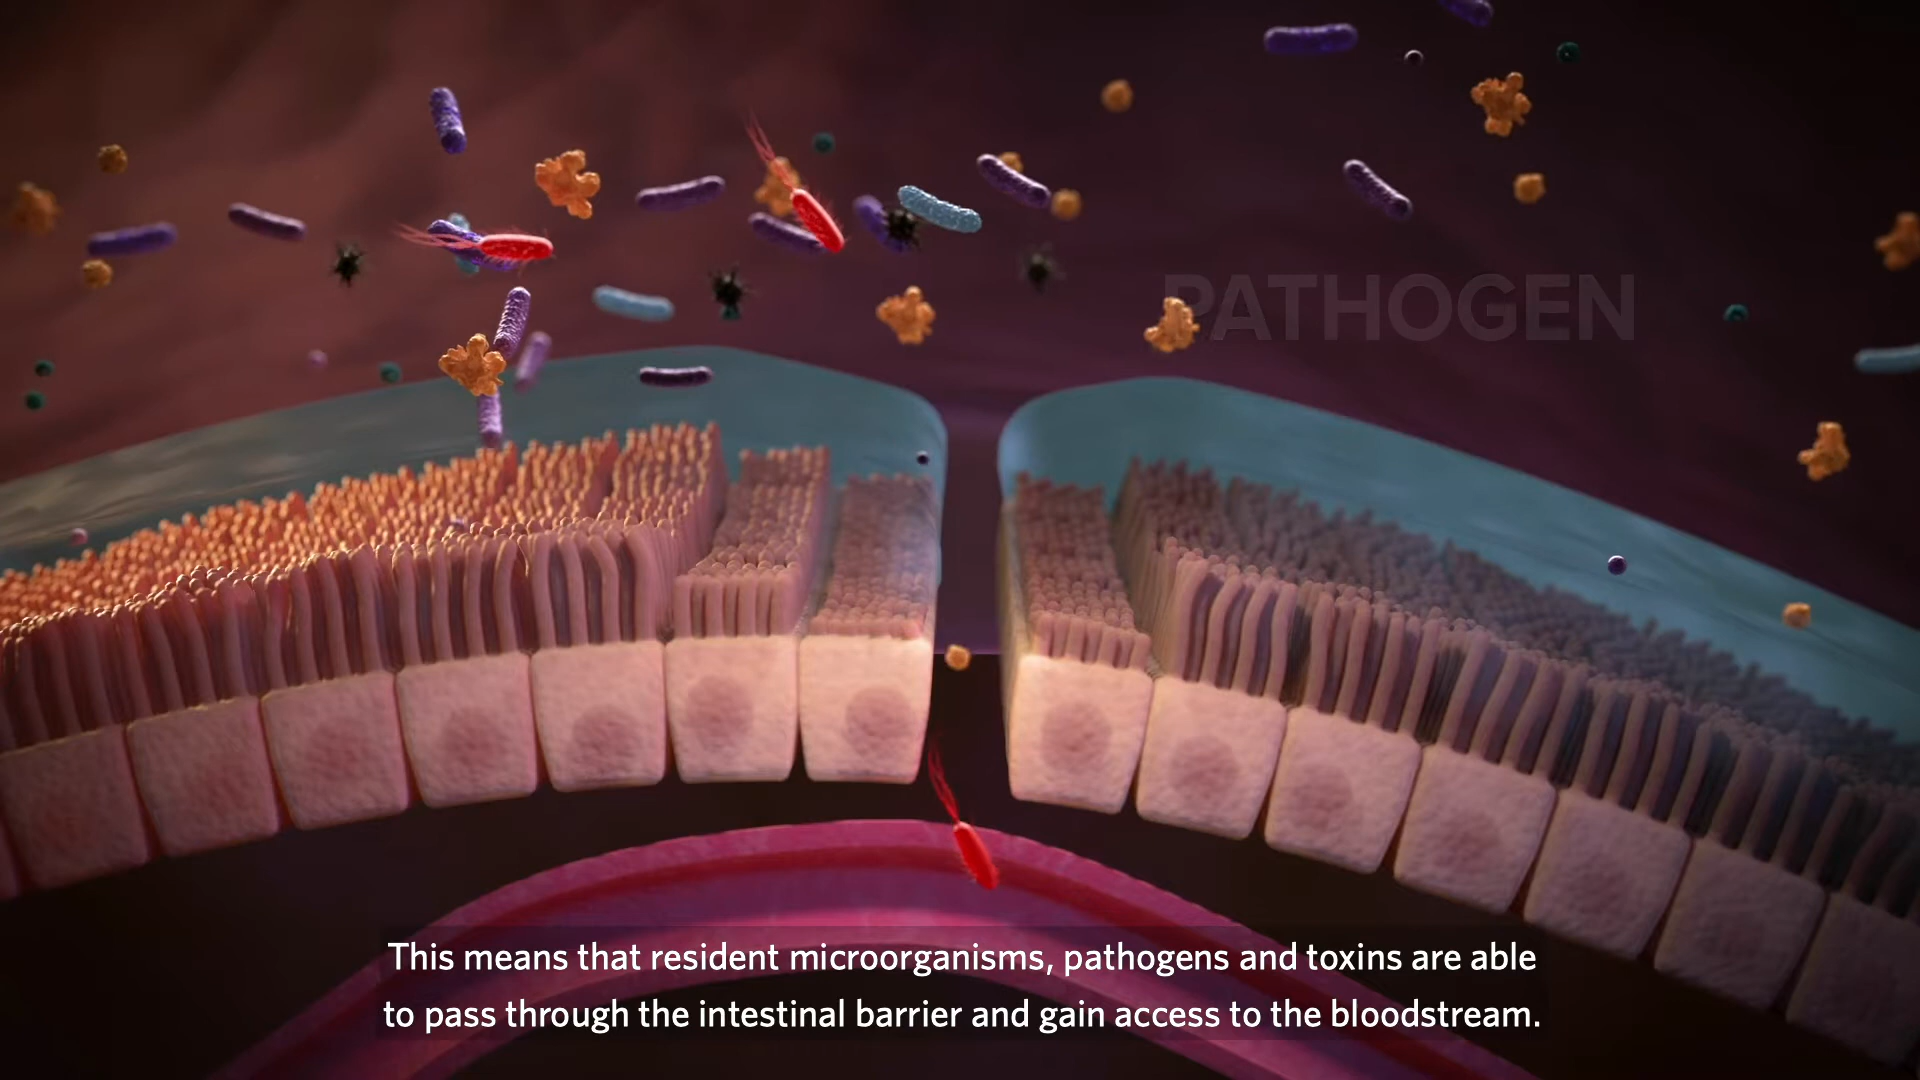 PATHOGEN
This means that resident microorganisms, pathogens and toxins are able
to pass through the intestinal barrier and gain access to the bloodstream.